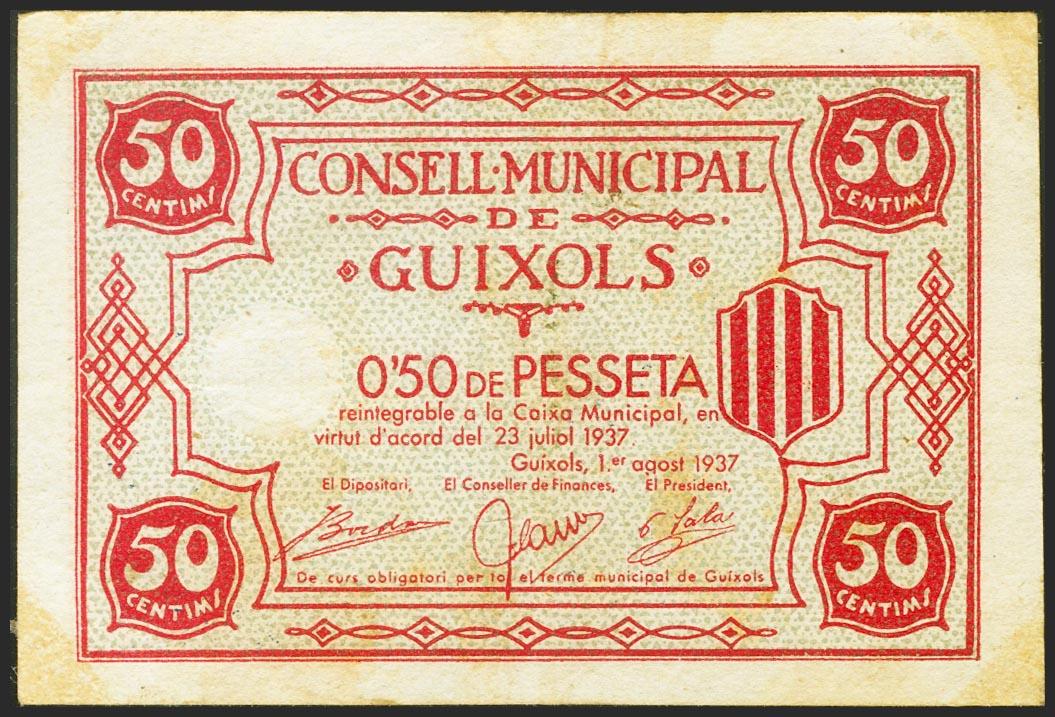 50 CENTIMS
50 CENTIMS
CONSELL·MUNICIPAL
DE
GUIXOLS
0'50 DE PESSETA
reintegrable a la Caixa Municipal, en
virtut d'acord del 23 juliol 1937.
Guíxols, 1.er agost 1937
El Dipositari, El Conseller de Finances, El President,
De curs obligatori per tot el terme municipal de Guíxols
50 CENTIMS
50 CENTIMS